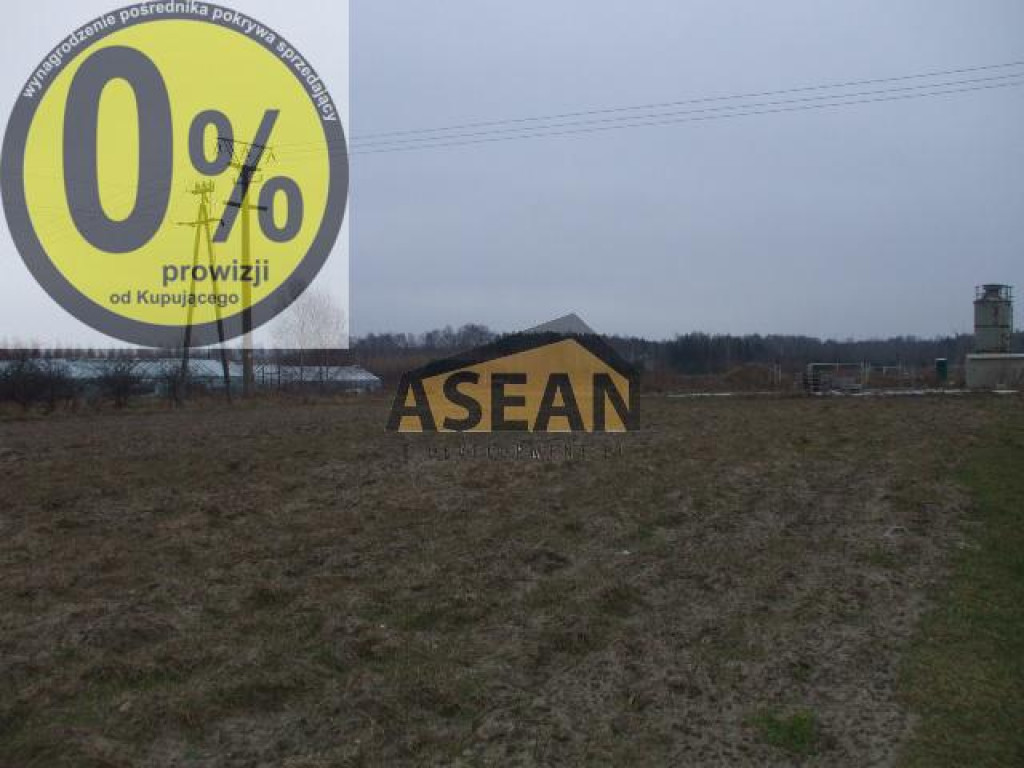 wynagrodzenie pośrednika pokrywa sprzedający
0%
prowizji
od Kupującego
ASEAN